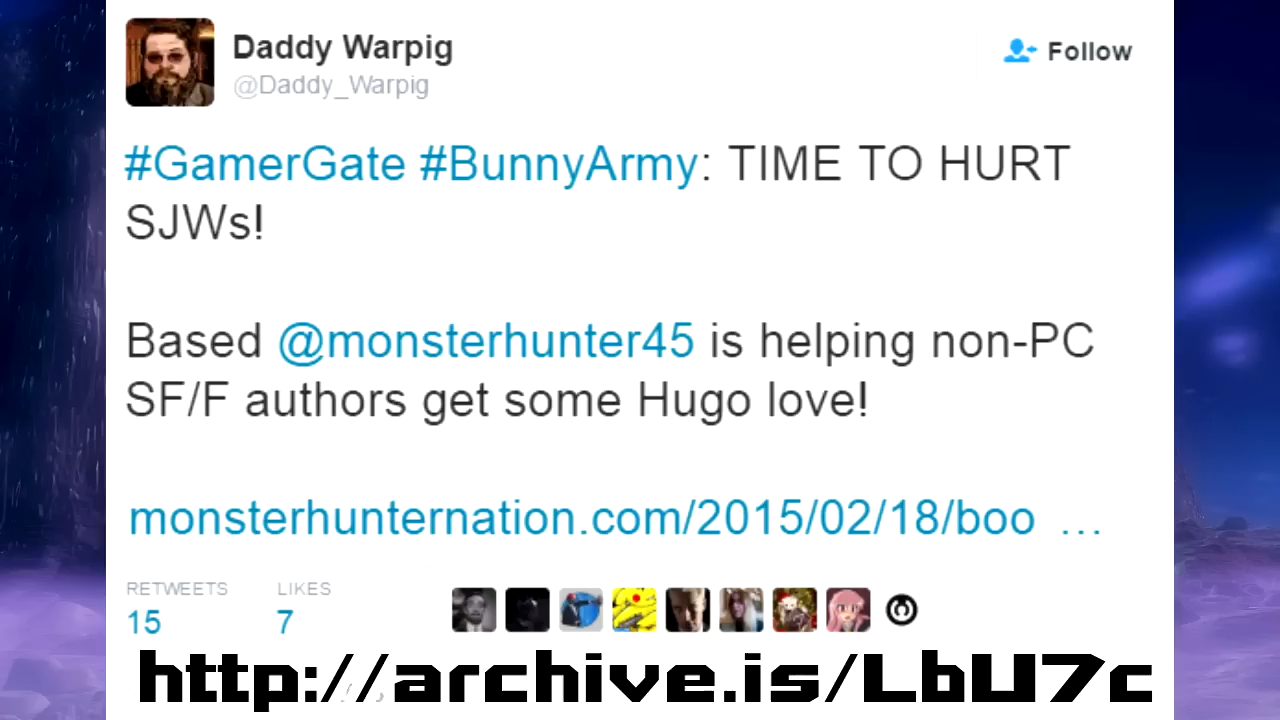 Daddy Warpig
@Daddy_Warpig
Follow
#GamerGate #BunnyArmy: TIME TO HURT
SJWs!
Based @monsterhunter45 is helping non-PC
SF/F authors get some Hugo love!
monsterhunternation.com/2015/02/18/boo …
RETWEETS LIKES
15 7
http://archive.is/LbU7c